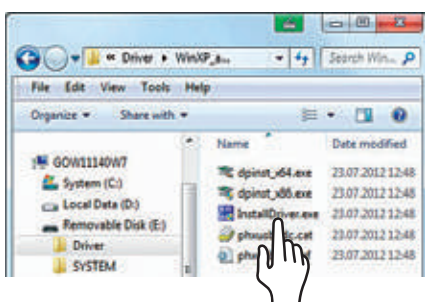 Driver ▸ WinXP_a...
Search Win...
File Edit View Tools Help
Organize Share with
Name Date modified
GOW11140W7
System (C:)
Local Data (D:)
Removable Disk (E:)
Driver
SYSTEM
dpinst_x64.exe 23.07.2012 12:48
dpinst_x86.exe 23.07.2012 12:48
InstallDriver.exe 23.07.2012 12:48
.cat 23.07.2012 12:48
23.07.2012 12:48